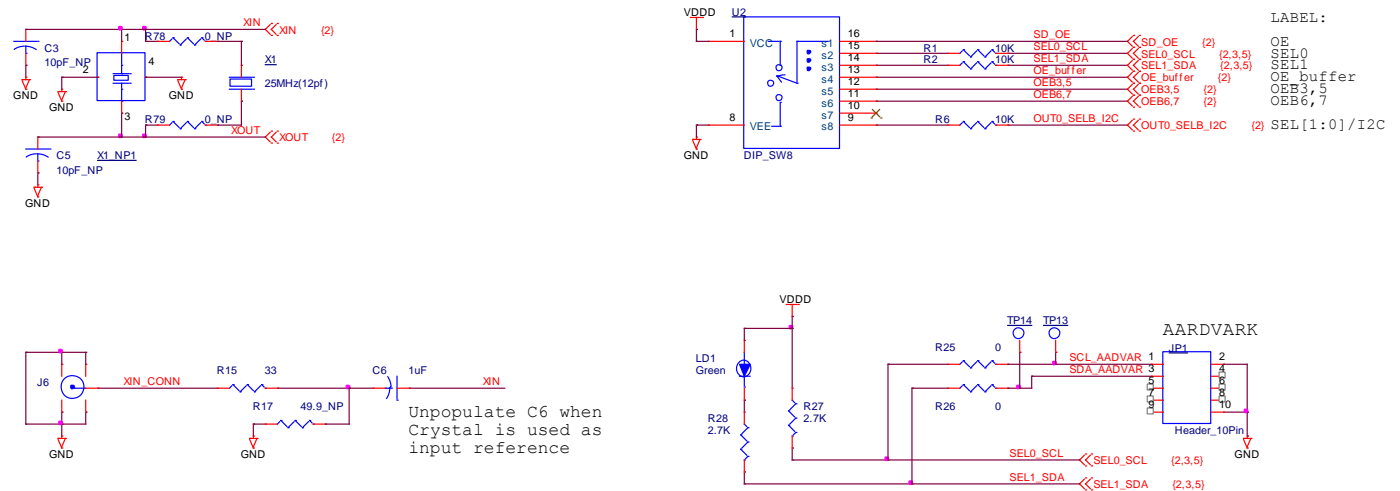 XIN
XIN {2}
C3
10pF_NP
GND
1
R78
0_NP
2
4
GND
GND
X1
25MHz(12pf)
3
R79
0_NP
XOUT
XOUT {2}
C5
10pF_NP
X1_NP1
GND
VDDD
U2
1
VCC
8
VEE
GND
DIP_SW8
s1
s2
s3
s4
s5
s6
s7
s8
16
15
14
13
12
11
10
9
R1
10K
R2
10K
R6
10K
SD_OE
SEL0_SCL
SEL1_SDA
OE_buffer
OEB3,5
OEB6,7
OUT0_SELB_I2C
SD_OE {2}
SEL0_SCL {2,3,5}
SEL1_SDA {2,3,5}
OE_buffer {2}
OEB3,5 {2}
OEB6,7 {2}
OUT0_SELB_I2C {2}
LABEL:
OE
SEL0
SEL1
OE_buffer
OEB3,5
OEB6,7
SEL[1:0]/I2C
J6
XIN_CONN
GND
R15
33
R17
49.9_NP
GND
C6
1uF
XIN
Unpopulate C6 when
Crystal is used as
input reference
VDDD
LD1
Green
R28
2.7K
R27
2.7K
R25
0
R26
0
TP14
TP13
SCL_AADVAR
SDA_AADVAR
AARDVARK
JP1
1
3
5
7
9
2
4
6
8
10
Header_10Pin
GND
SEL0_SCL
SEL0_SCL {2,3,5}
SEL1_SDA
SEL1_SDA {2,3,5}